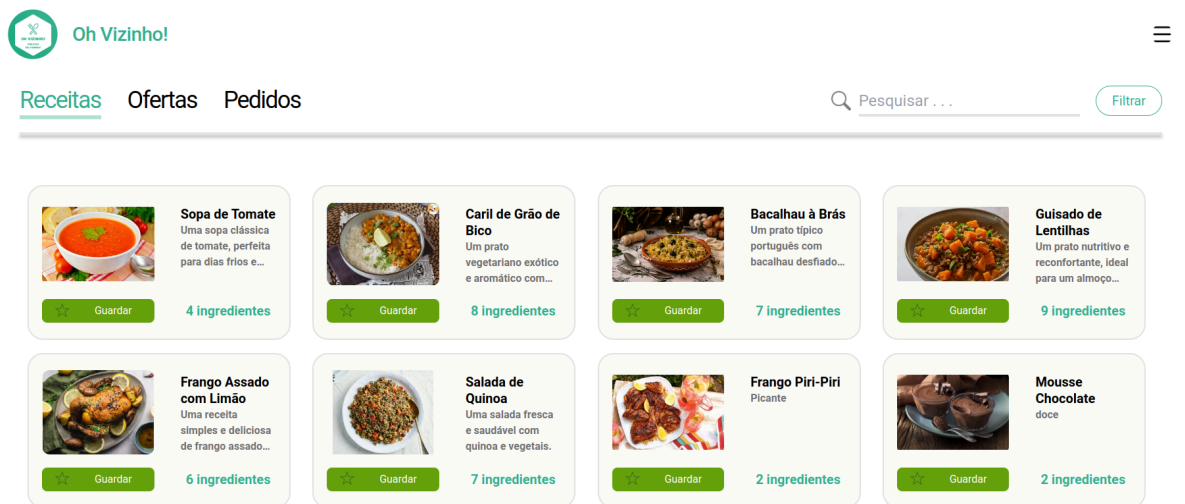 OH VIZINHO
Oh Vizinho!
Receitas Ofertas Pedidos
Pesquisar . . .
Filtrar
Sopa de Tomate
Uma sopa clássica
de tomate, perfeita
para dias frios e...
Guardar
4 ingredientes
Caril de Grão de
Bico
Um prato
vegetariano exótico
e aromático com...
Guardar
8 ingredientes
Bacalhau à Brás
Um prato típico
português com
bacalhau desfiado...
Guardar
7 ingredientes
Guisado de
Lentilhas
Um prato nutritivo e
reconfortante, ideal
para um almoço...
Guardar
9 ingredientes
Frango Assado
com Limão
Uma receita
simples e deliciosa
de frango assado...
Guardar
6 ingredientes
Salada de
Quinoa
Uma salada fresca
e saudável com
quinoa e vegetais.
Guardar
7 ingredientes
Frango Piri-Piri
Picante
Guardar
2 ingredientes
Mousse
Chocolate
doce
Guardar
2 ingredientes